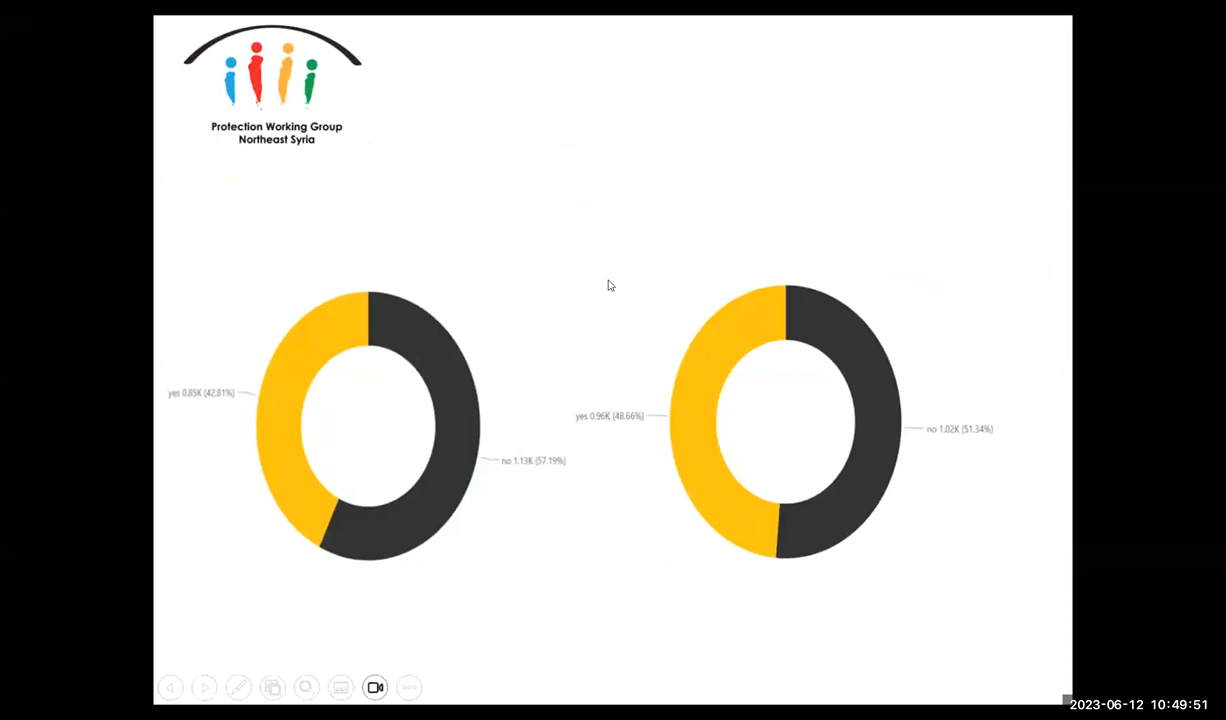 Protection Working Group
Northeast Syria
yes 0.85K (42.81%)
no 1.13K (57.19%)
yes 0.96K (48.66%)
no 1.02K (51.34%)
2023-06-12 10:49:51